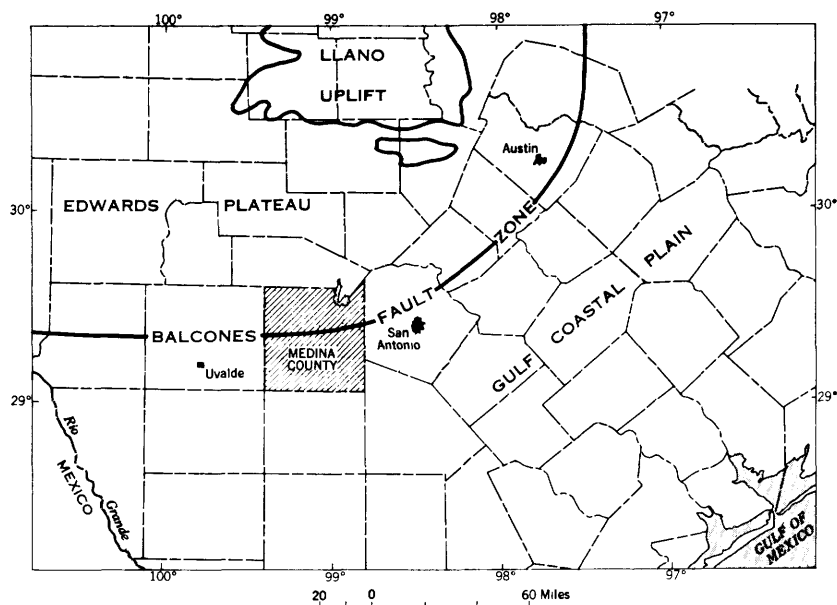 100° 99° 98° 97°
LLANO
UPLIFT
Austin
30° EDWARDS PLATEAU 30°
ZONE
PLAIN
COASTAL
GULF
FAULT
BALCONES
San
Antonio
MEDINA
COUNTY
Uvalde
29° 29°
Rio
Grande
MEXICO
GULF OF
MEXICO
100° 99° 98° 97°
20 0 60 Miles